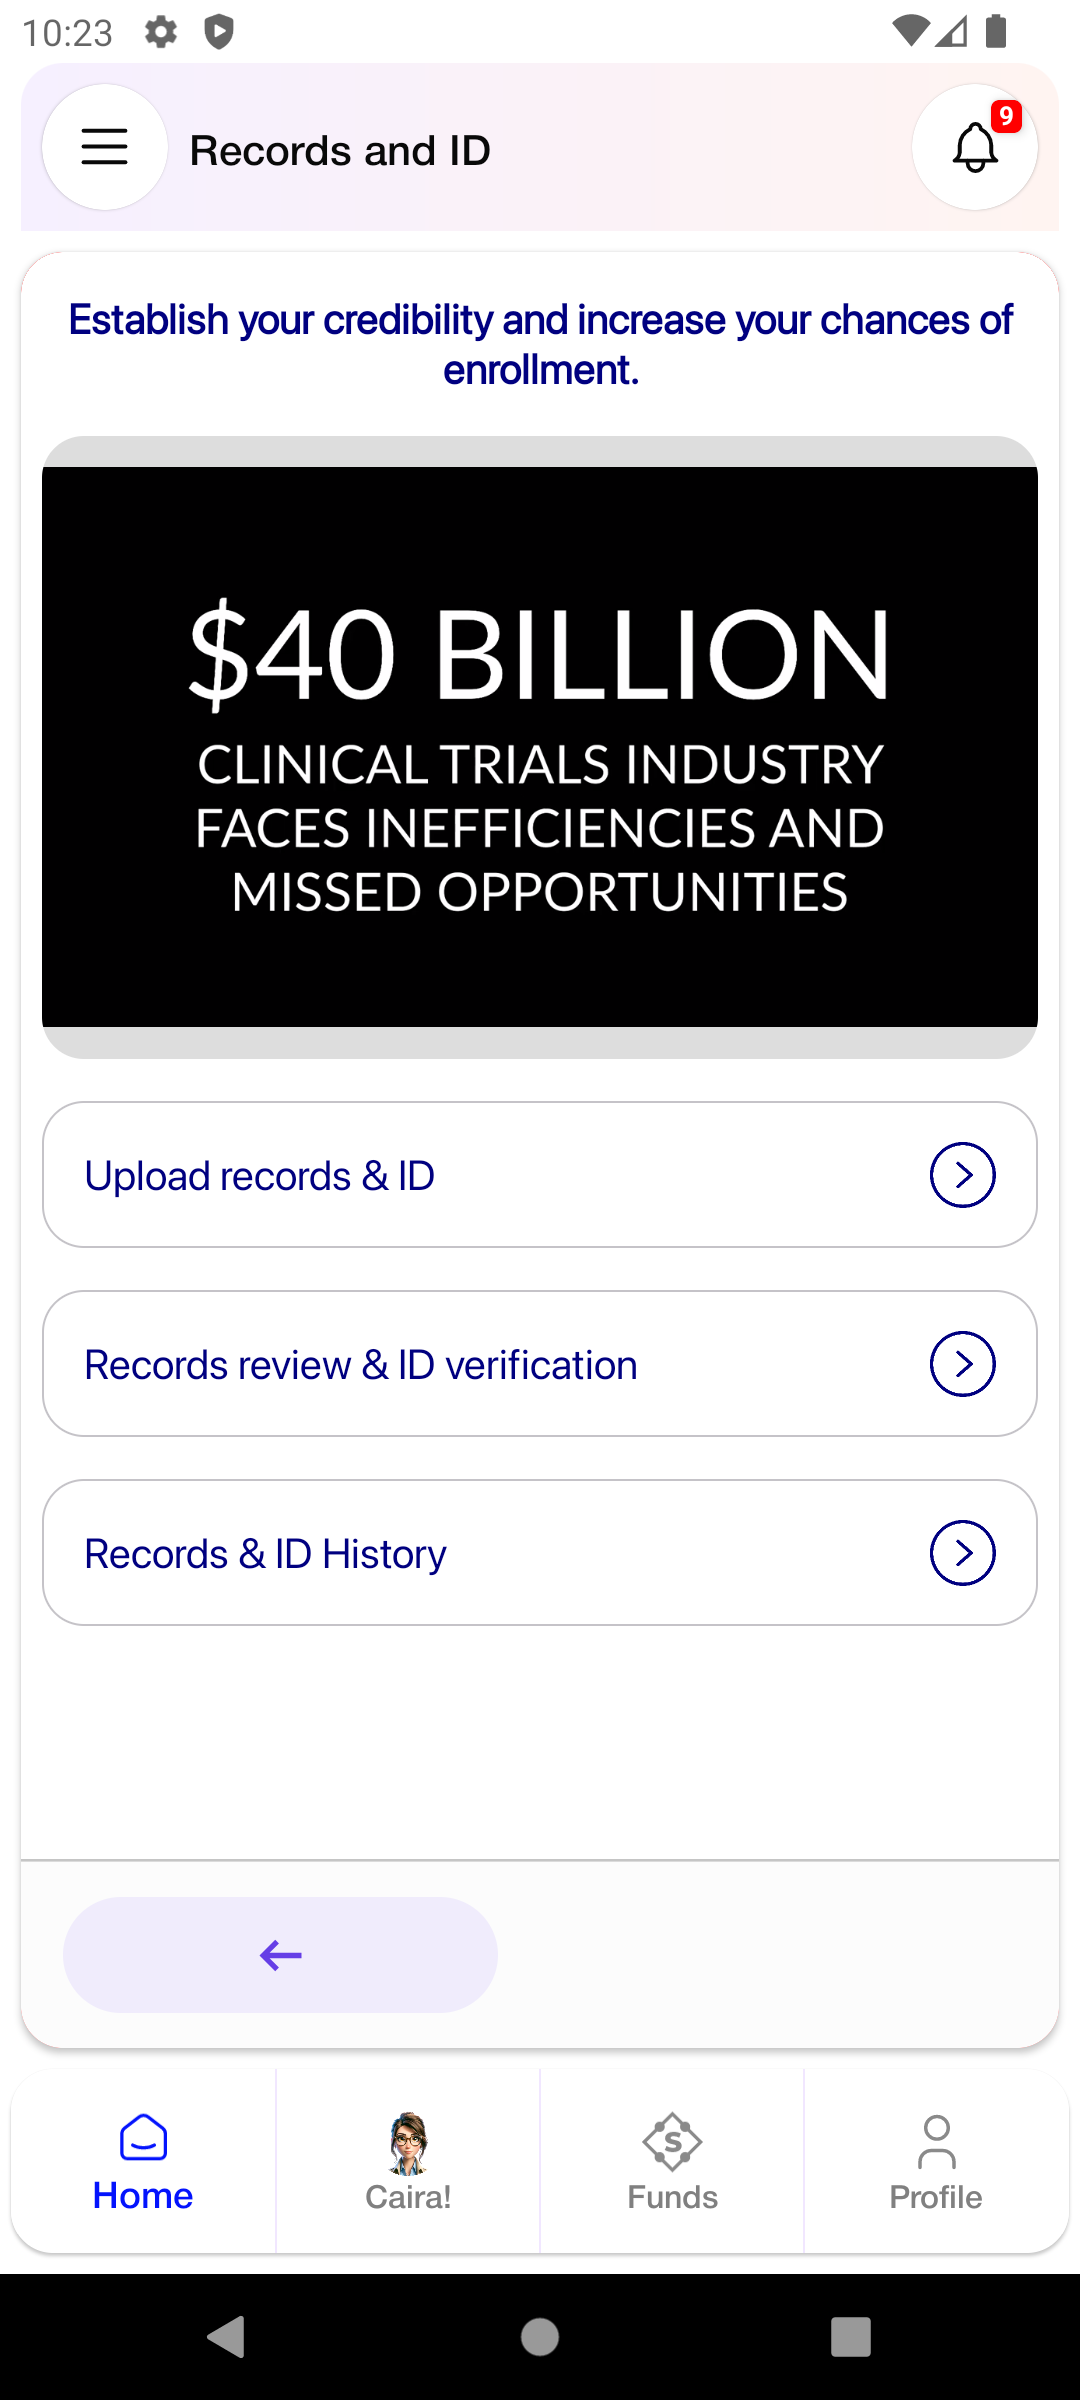 10:23
Records and ID
9
Establish your credibility and increase your chances of
enrollment.
$40 BILLION
CLINICAL TRIALS INDUSTRY
FACES INEFFICIENCIES AND
MISSED OPPORTUNITIES
Upload records & ID
Records review & ID verification
Records & ID History
Home
Caira!
Funds
Profile